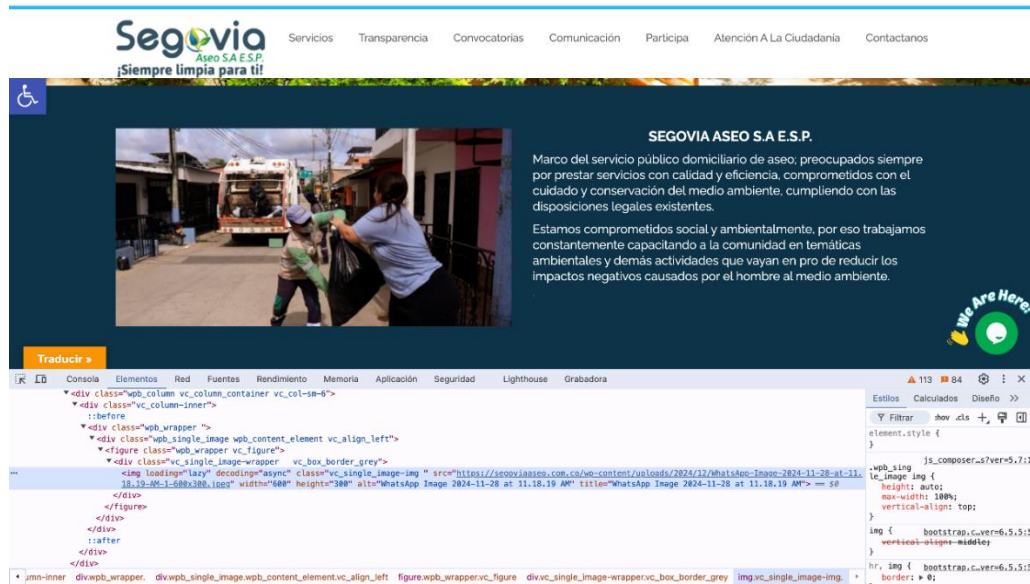 Segovia
Aseo S.A E.S.P.
¡Siempre limpia para ti!
Servicios Transparencia Convocatorias Comunicación Participa Atención A La Ciudadanía Contactanos
SEGOVIA ASEO S.A E.S.P.
Marco del servicio público domiciliario de aseo; preocupados siempre
por prestar servicios con calidad y eficiencia, comprometidos con el
cuidado y conservación del medio ambiente, cumpliendo con las
disposiciones legales existentes.
Estamos comprometidos social y ambientalmente, por eso trabajamos
constantemente capacitando a la comunidad en temáticas
ambientales y demás actividades que vayan en pro de reducir los
impactos negativos causados por el hombre al medio ambiente.
We Are Here!
Traducir »
Consola Elementos Red Fuentes Rendimiento Memoria Aplicación Seguridad Lighthouse Grabadora 113 84
▼<div class="wpb_column vc_column_container vc_col-sm-6">
▼<div class="vc_column-inner">
::before
▼<div class="wpb_wrapper ">
▼<div class="wpb_single_image wpb_content_element vc_align_left">
▼<figure class="wpb_wrapper vc_figure">
▼<div class="vc_single_image-wrapper   vc_box_border_grey">
<img loading="lazy" decoding="async" class="vc_single_image-img " src="https://segoviaaseo.com.co/wp-content/uploads/2024/12/WhatsApp-Image-2024-11-28-at-11.
18.19-AM-1-600x300.jpeg" width="600" height="300" alt="WhatsApp Image 2024-11-28 at 11.18.19 AM" title="WhatsApp Image 2024-11-28 at 11.18.19 AM"> == $0
</div>
</figure>
</div>
</div>
::after
</div>
umn-inner div.wpb_wrapper. div.wpb_single_image.wpb_content_element.vc_align_left figure.wpb_wrapper.vc_figure div.vc_single_image-wrapper.vc_box_border_grey img.vc_single_image-img.
Estilos Calculados Diseño
Filtrar :hov .cls
element.style {
}
js_composer…s?ver=5.7:1
.wpb_sing
le_image img {
height: auto;
max-width: 100%;
vertical-align: top;
}
img { bootstrap.c…ver=6.5.5:5
vertical-align: middle;
}
hr, img { bootstrap.c…ver=6.5.5:5
border: ▸ 0;